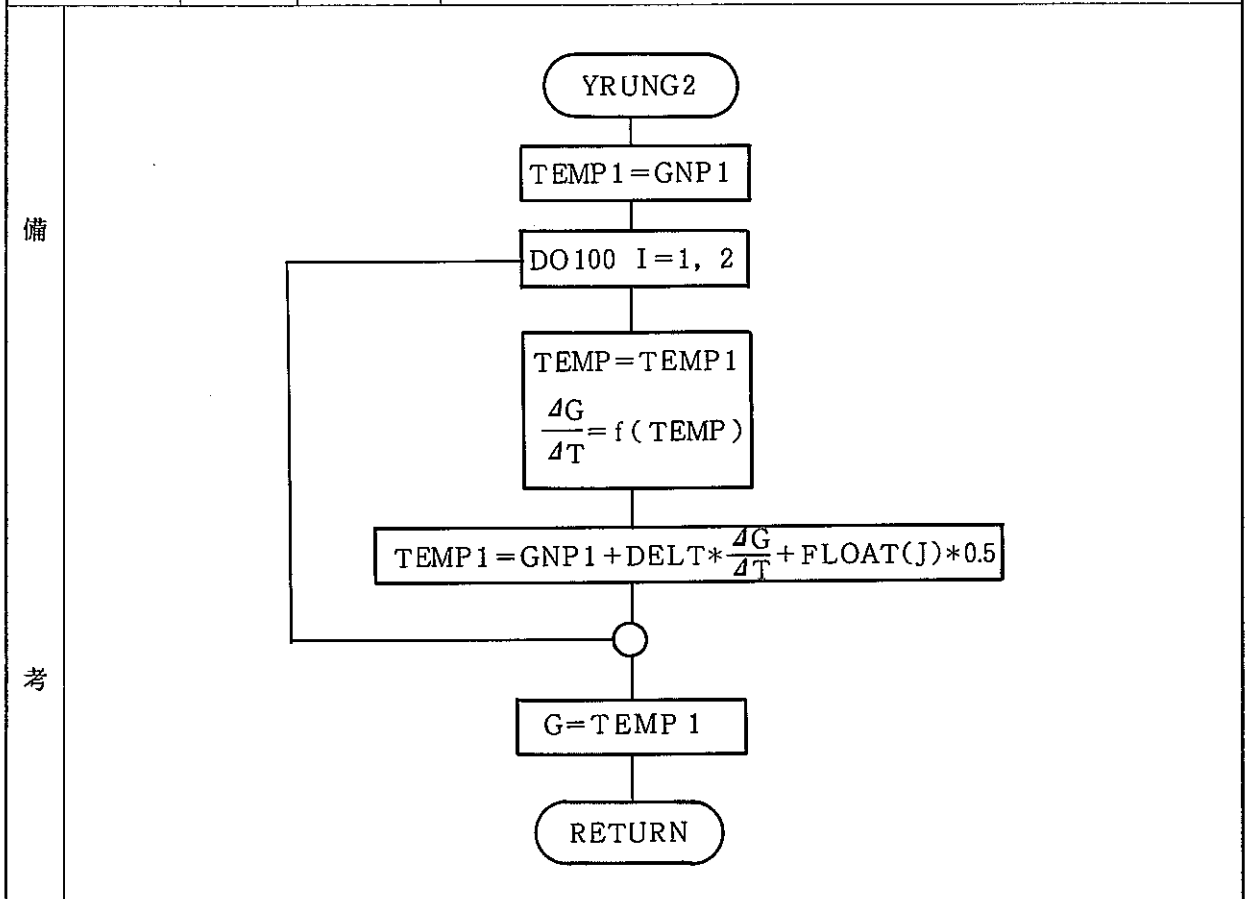 備
考
YRUNG2
TEMP1=GNP1
DO100 I=1, 2
TEMP=TEMP1
ΔG/ΔT=f(TEMP)
TEMP1=GNP1+DELT*ΔG/ΔT+FLOAT(J)*0.5
G=TEMP1
RETURN